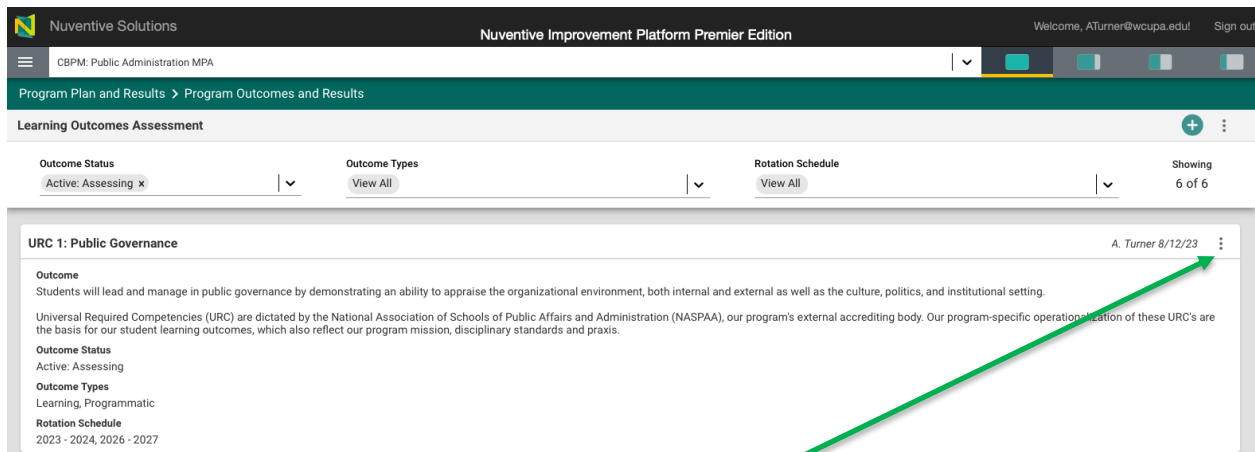 Nuventive Solutions
Nuventive Improvement Platform Premier Edition
Welcome, ATurner@wcupa.edu!
Sign out
CBPM: Public Administration MPA
Program Plan and Results > Program Outcomes and Results
Learning Outcomes Assessment
Outcome Status
Outcome Types
Rotation Schedule
Showing
Active: Assessing x
View All
View All
6 of 6
URC 1: Public Governance
A. Turner 8/12/23
Outcome
Students will lead and manage in public governance by demonstrating an ability to appraise the organizational environment, both internal and external as well as the culture, politics, and institutional setting.
Universal Required Competencies (URC) are dictated by the National Association of Schools of Public Affairs and Administration (NASPAA), our program's external accrediting body. Our program-specific operationalization of these URC's are
the basis for our student learning outcomes, which also reflect our program mission, disciplinary standards and praxis.
Outcome Status
Active: Assessing
Outcome Types
Learning, Programmatic
Rotation Schedule
2023 - 2024, 2026 - 2027